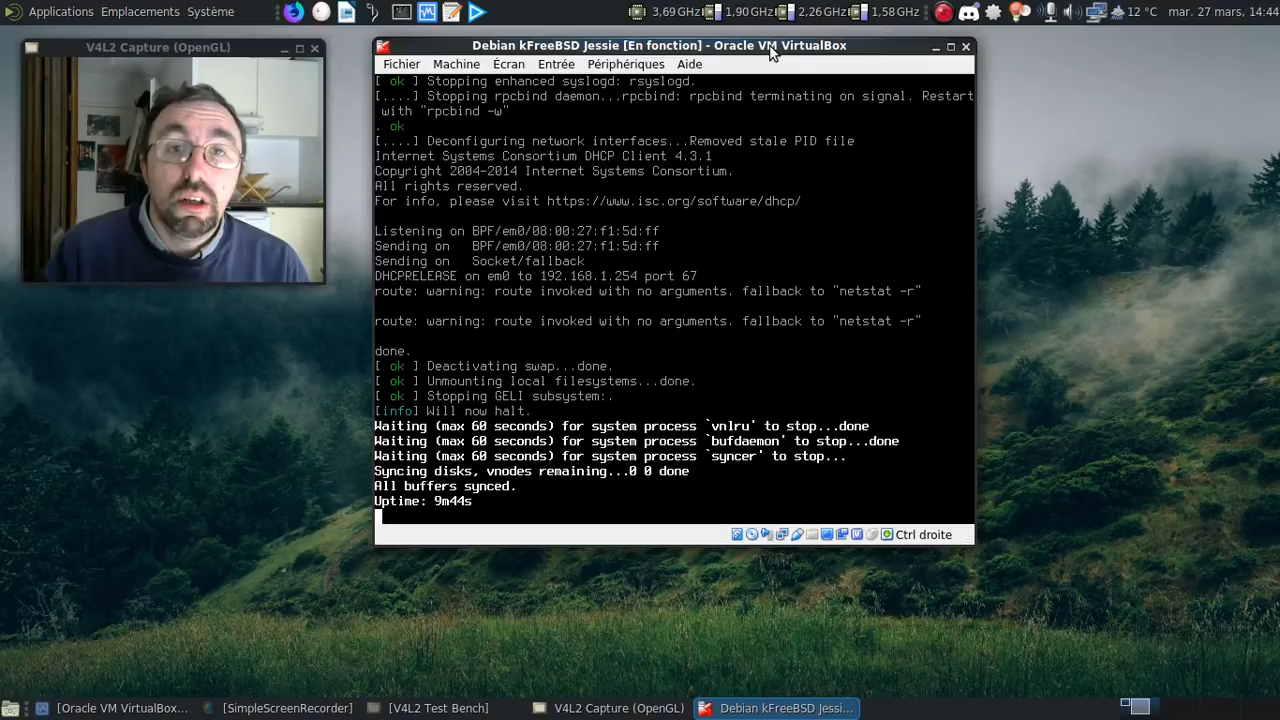 Applications Emplacements Système
3,69 GHz 1,90 GHz 2,26 GHz 1,58 GHz 12 °C mar. 27 mars, 14:44
V4L2 Capture (OpenGL)
Debian kFreeBSD Jessie [En fonction] - Oracle VM VirtualBox
Fichier Machine Écran Entrée Périphériques Aide
[ ok ] Stopping enhanced syslogd: rsyslogd.
[....] Stopping rpcbind daemon...rpcbind: rpcbind terminating on signal. Restart
with "rpcbind -w"
. ok
[....] Deconfiguring network interfaces...Removed stale PID file
Internet Systems Consortium DHCP Client 4.3.1
Copyright 2004-2014 Internet Systems Consortium.
All rights reserved.
For info, please visit https://www.isc.org/software/dhcp/
Listening on BPF/em0/08:00:27:f1:5d:ff
Sending on BPF/em0/08:00:27:f1:5d:ff
Sending on Socket/fallback
DHCPRELEASE on em0 to 192.168.1.254 port 67
route: warning: route invoked with no arguments. fallback to "netstat -r"
route: warning: route invoked with no arguments. fallback to "netstat -r"
done.
[ ok ] Deactivating swap...done.
[ ok ] Unmounting local filesystems...done.
[ ok ] Stopping GELI subsystem:.
[info] Will now halt.
Waiting (max 60 seconds) for system process `vnlru' to stop...done
Waiting (max 60 seconds) for system process `bufdaemon' to stop...done
Waiting (max 60 seconds) for system process `syncer' to stop...
Syncing disks, vnodes remaining...0 0 done
All buffers synced.
Uptime: 9m44s
Ctrl droite
[Oracle VM VirtualBox... [SimpleScreenRecorder] [V4L2 Test Bench] V4L2 Capture (OpenGL) Debian kFreeBSD Jessi...